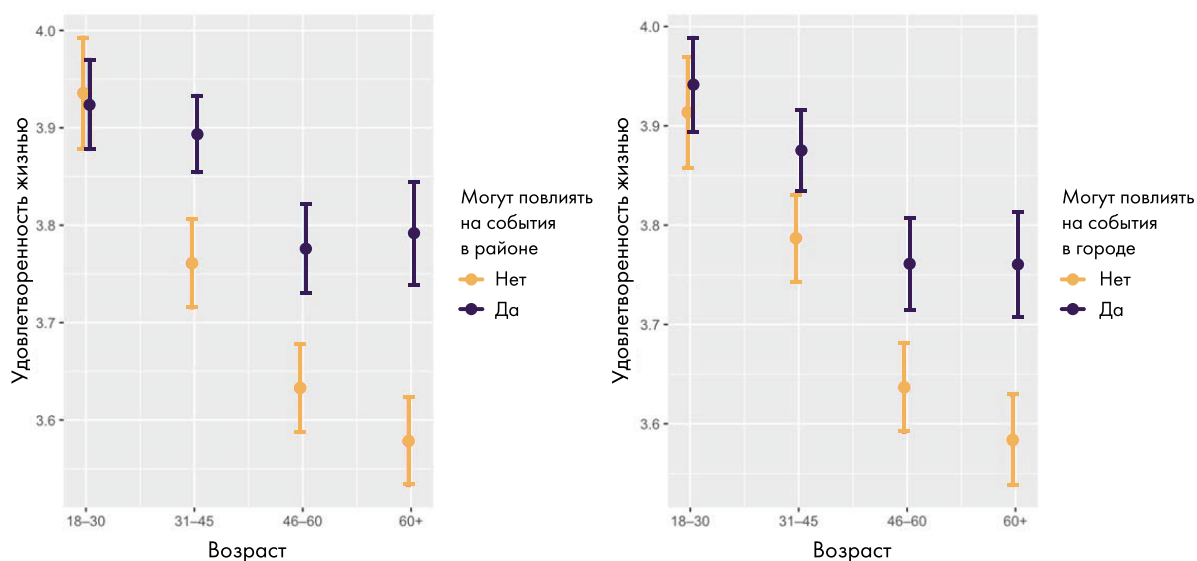 Удовлетворенность жизнью
4.0
3.9
3.8
3.7
3.6
18–30
31–45
46–60
60+
Возраст
Могут повлиять
на события
в районе
Нет
Да
Удовлетворенность жизнью
4.0
3.9
3.8
3.7
3.6
18–30
31–45
46–60
60+
Возраст
Могут повлиять
на события
в городе
Нет
Да